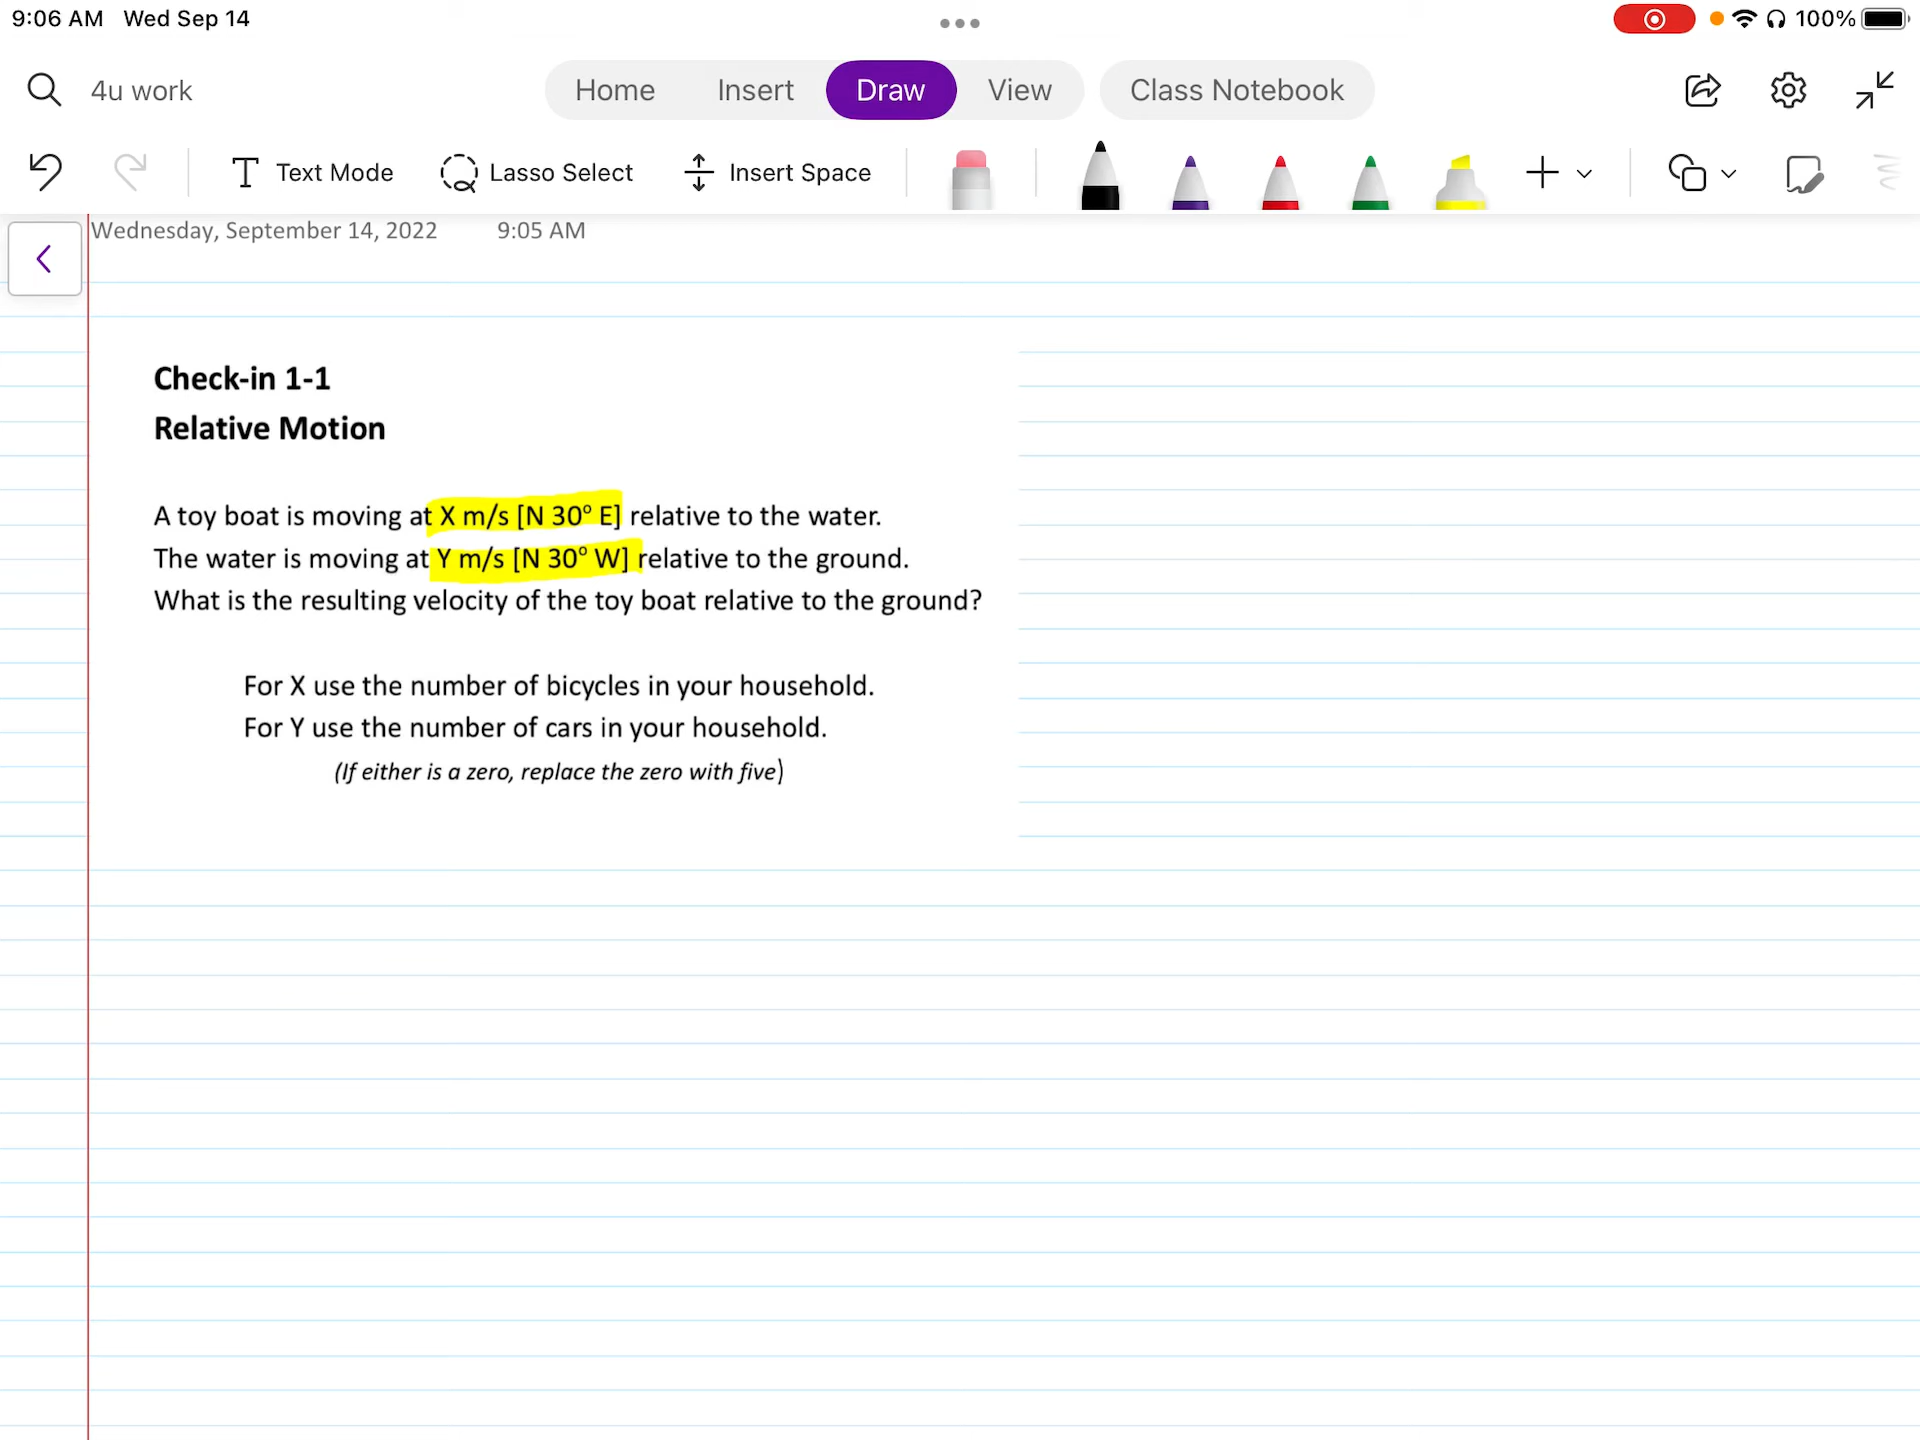 9:06 AM Wed Sep 14
100%
4u work
Home Insert Draw View Class Notebook
Text Mode Lasso Select Insert Space
Wednesday, September 14, 2022 9:05 AM
Check-in 1-1
Relative Motion
A toy boat is moving at X m/s [N 30º E] relative to the water.
The water is moving at Y m/s [N 30º W] relative to the ground.
What is the resulting velocity of the toy boat relative to the ground?
For X use the number of bicycles in your household.
For Y use the number of cars in your household.
(If either is a zero, replace the zero with five)